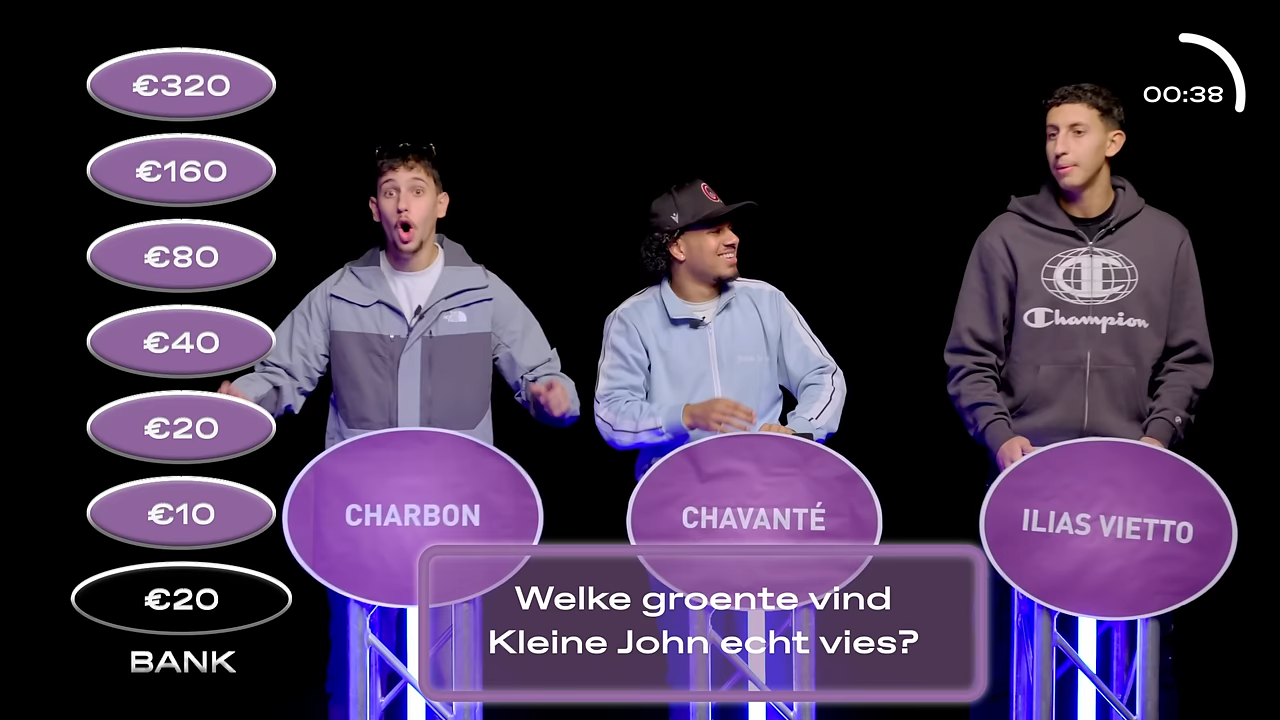 €320
€160
€80
€40
€20
€10
€20
BANK
00:38
Champion
CHARBON
CHAVANTÉ
ILIAS VIETTO
Welke groente vind
Kleine John echt vies?